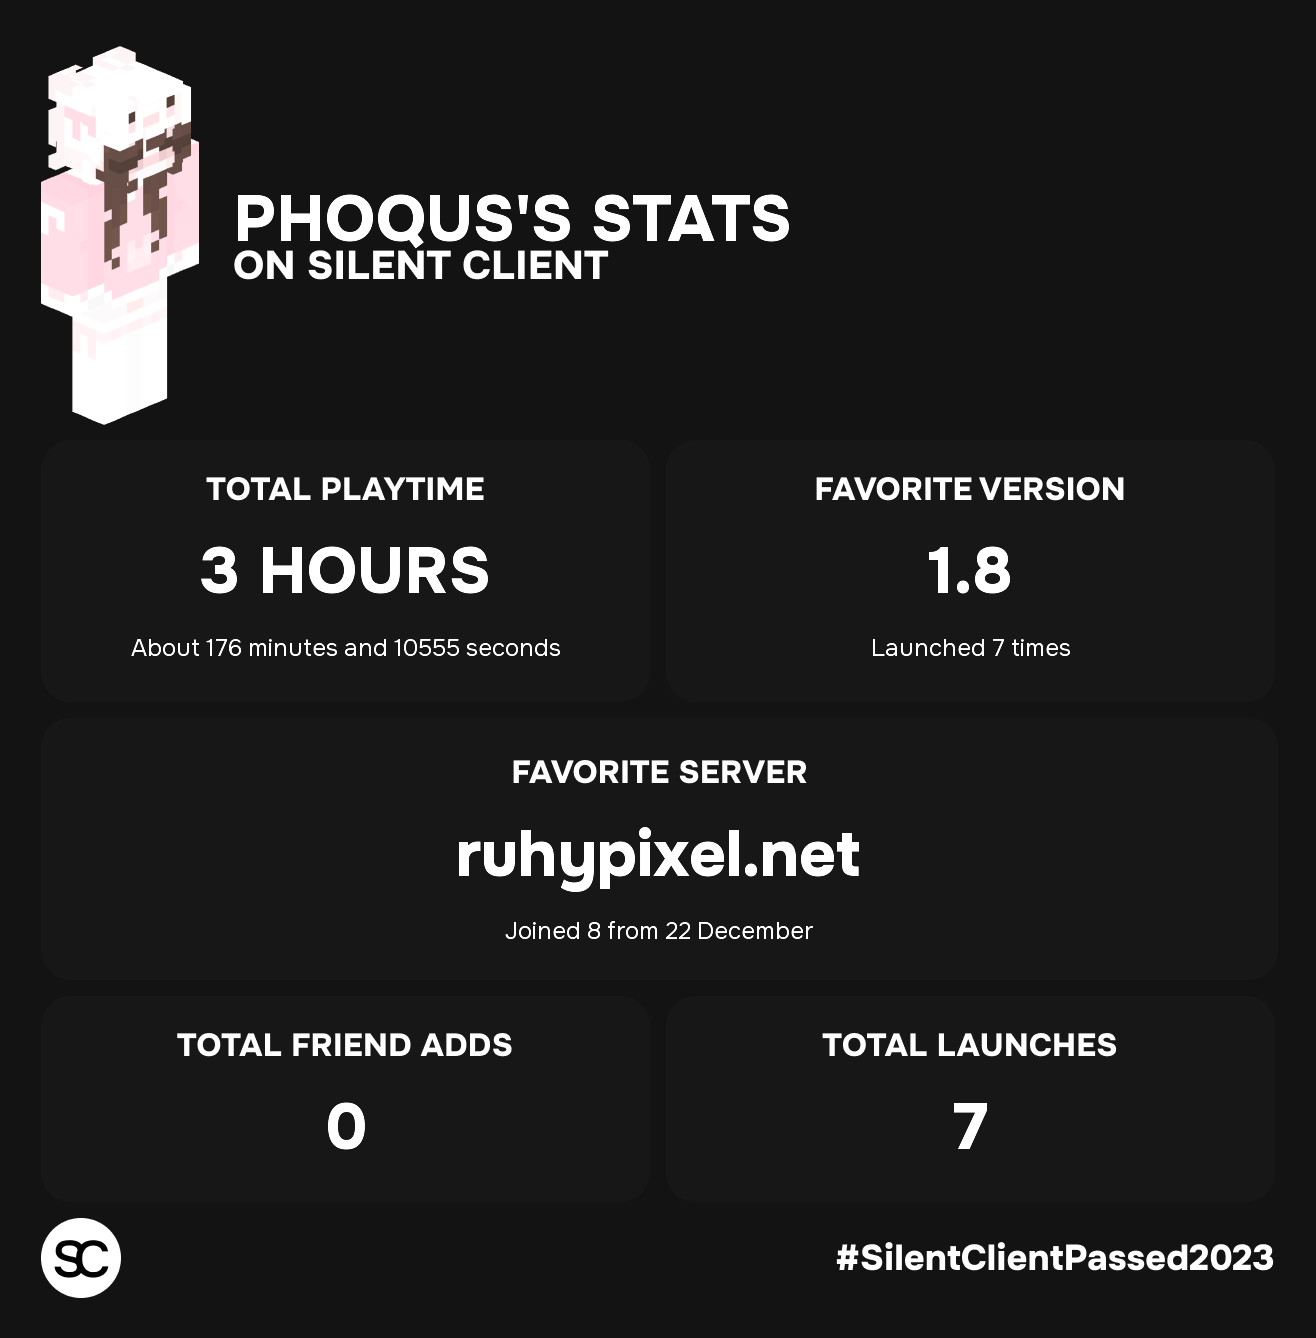 PHOQUS'S STATS
ON SILENT CLIENT
TOTAL PLAYTIME
3 HOURS
About 176 minutes and 10555 seconds
FAVORITE VERSION
1.8
Launched 7 times
FAVORITE SERVER
ruhypixel.net
Joined 8 from 22 December
TOTAL FRIEND ADDS
0
TOTAL LAUNCHES
7
SC
#SilentClientPassed2023